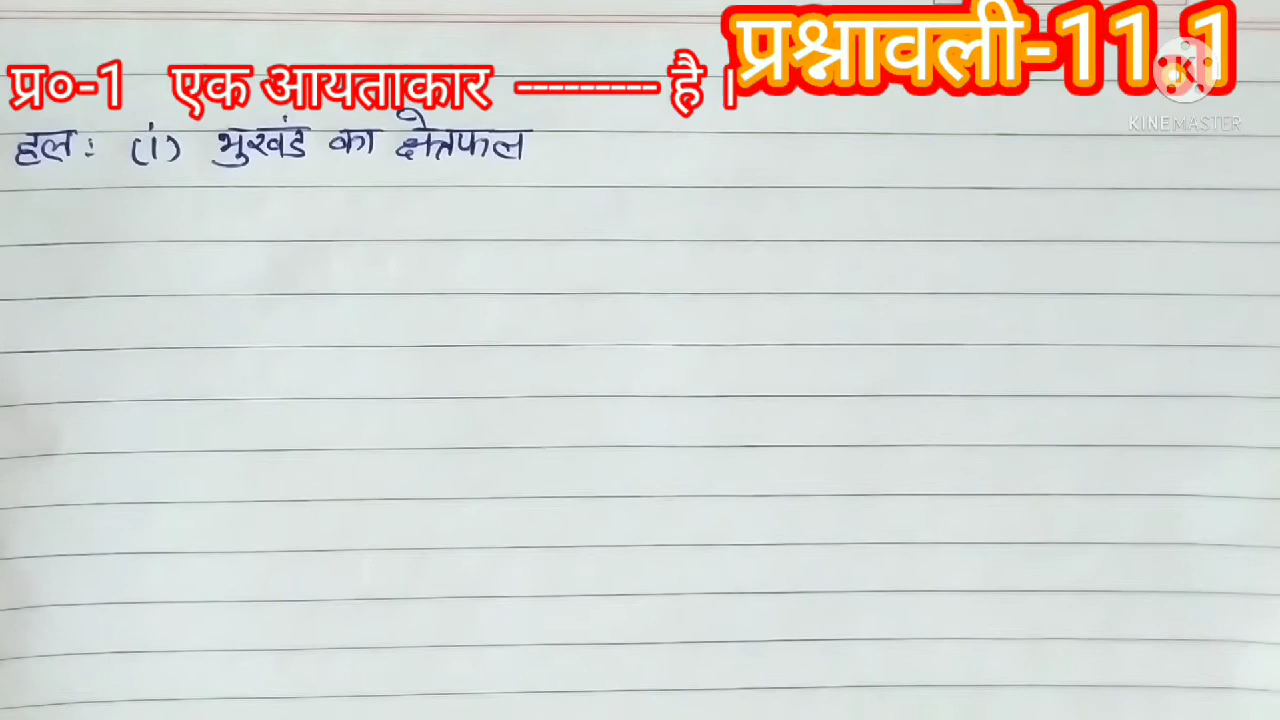 प्रश्नावली-11.1
प्र०-1 एक आयताकार --------- है ।
KINEMASTER
हल: (i) भुखंड का क्षेत्रफल